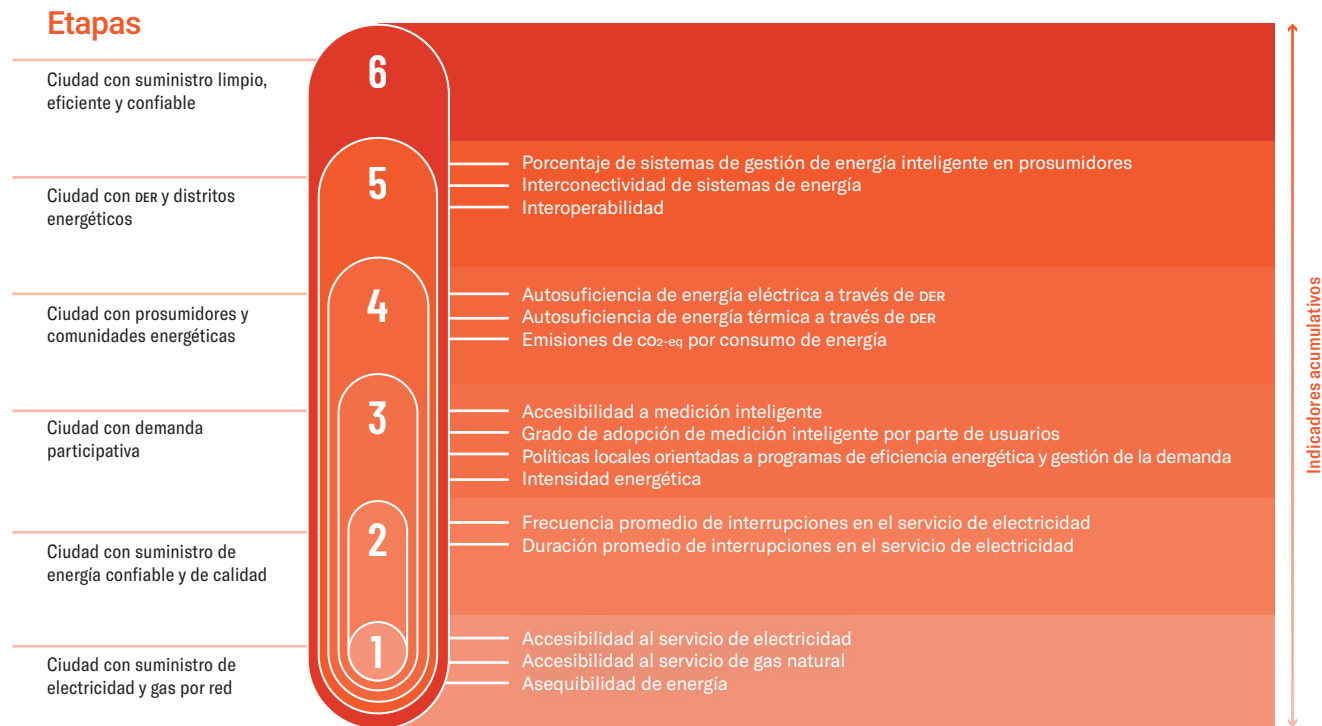 Etapas
6
Ciudad con suministro limpio,
eficiente y confiable
5
Ciudad con DER y distritos
energéticos
Porcentaje de sistemas de gestión de energía inteligente en prosumidores
Interconectividad de sistemas de energía
Interoperabilidad
4
Ciudad con prosumidores y
comunidades energéticas
Autosuficiencia de energía eléctrica a través de DER
Autosuficiencia de energía térmica a través de DER
Emisiones de CO2-eq por consumo de energía
3
Ciudad con demanda
participativa
Accesibilidad a medición inteligente
Grado de adopción de medición inteligente por parte de usuarios
Políticas locales orientadas a programas de eficiencia energética y gestión de la demanda
Intensidad energética
2
Ciudad con suministro de
energía confiable y de calidad
Frecuencia promedio de interrupciones en el servicio de electricidad
Duración promedio de interrupciones en el servicio de electricidad
1
Ciudad con suministro de
electricidad y gas por red
Accesibilidad al servicio de electricidad
Accesibilidad al servicio de gas natural
Asequibilidad de energía
Indicadores acumulativos